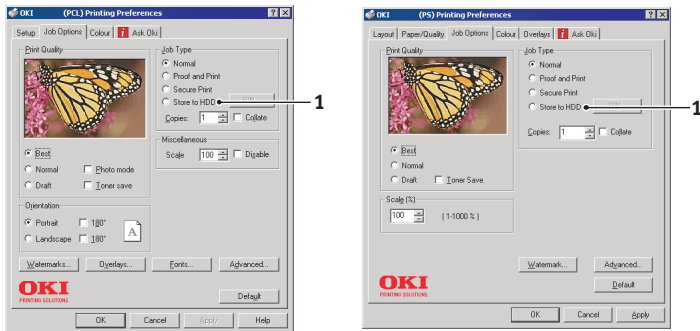 OKI (PCL) Printing Preferences
Setup Job Options Colour Ask Oki
Print Quality
Best
Normal
Draft
Photo mode
Toner save
Orientation
Portrait
Landscape
180°
180°
A
Job Type
Normal
Proof and Print
Secure Print
Store to HDD
Copies: 1 Collate
Miscellaneous
Scale 100 Disable
Watermarks... Overlays... Fonts... Advanced...
OKI
PRINTING SOLUTIONS
Default
OK Cancel Apply Help
1
OKI (PS) Printing Preferences
Layout Paper/Quality Job Options Colour Overlays Ask Oki
Print Quality
Best
Normal
Draft
Toner Save
Scale (%)
100 (1-1000 %)
Job Type
Normal
Proof and Print
Secure Print
Store to HDD
Copies: 1 Collate
Watermark... Advanced...
OKI
PRINTING SOLUTIONS
Default
OK Cancel Apply
1